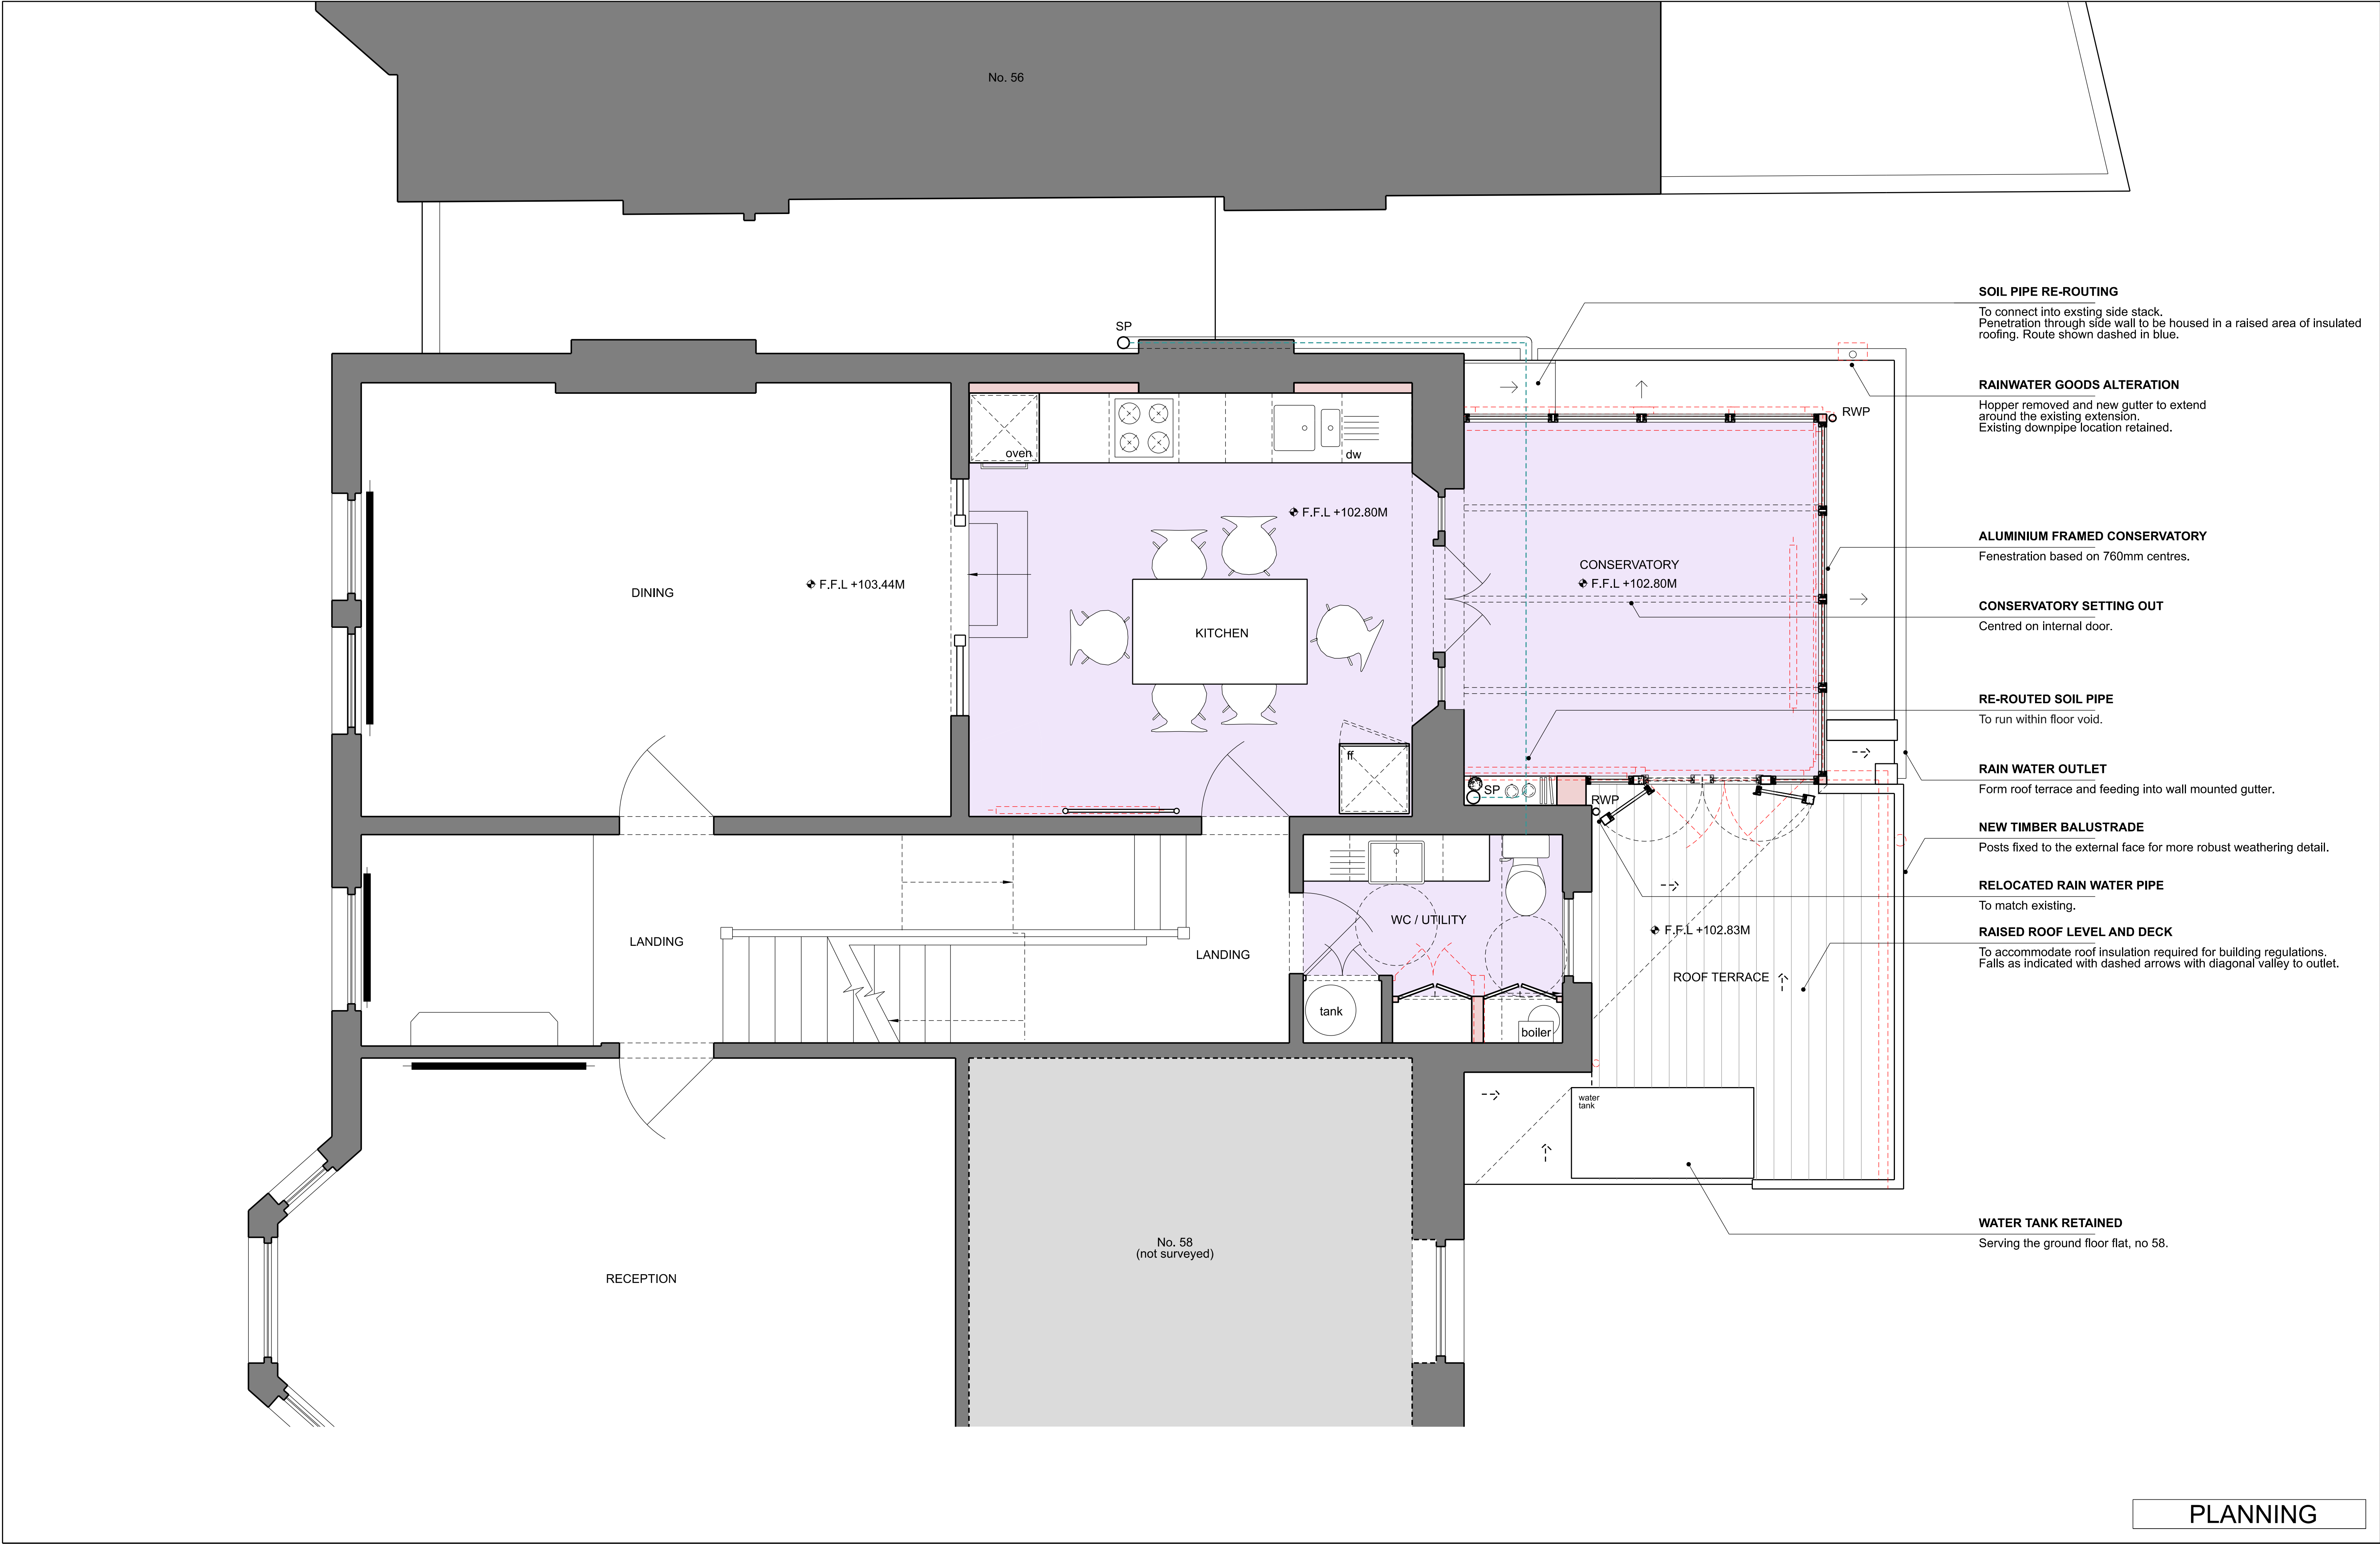 No. 56
SOIL PIPE RE-ROUTING
To connect into exsting side stack.
Penetration through side wall to be housed in a raised area of insulated
roofing. Route shown dashed in blue.
SP
RAINWATER GOODS ALTERATION
Hopper removed and new gutter to extend
around the existing extension.
Existing downpipe location retained.
RWP
oven
dw
F.F.L +102.80M
ALUMINIUM FRAMED CONSERVATORY
Fenestration based on 760mm centres.
CONSERVATORY
F.F.L +102.80M
DINING
F.F.L +103.44M
CONSERVATORY SETTING OUT
Centred on internal door.
KITCHEN
RE-ROUTED SOIL PIPE
To run within floor void.
ff
RAIN WATER OUTLET
Form roof terrace and feeding into wall mounted gutter.
SP
RWP
NEW TIMBER BALUSTRADE
Posts fixed to the external face for more robust weathering detail.
RELOCATED RAIN WATER PIPE
To match existing.
WC / UTILITY
F.F.L +102.83M
RAISED ROOF LEVEL AND DECK
To accommodate roof insulation required for building regulations.
Falls as indicated with dashed arrows with diagonal valley to outlet.
LANDING
LANDING
ROOF TERRACE
tank
boiler
water
tank
WATER TANK RETAINED
Serving the ground floor flat, no 58.
No. 58
(not surveyed)
RECEPTION
PLANNING